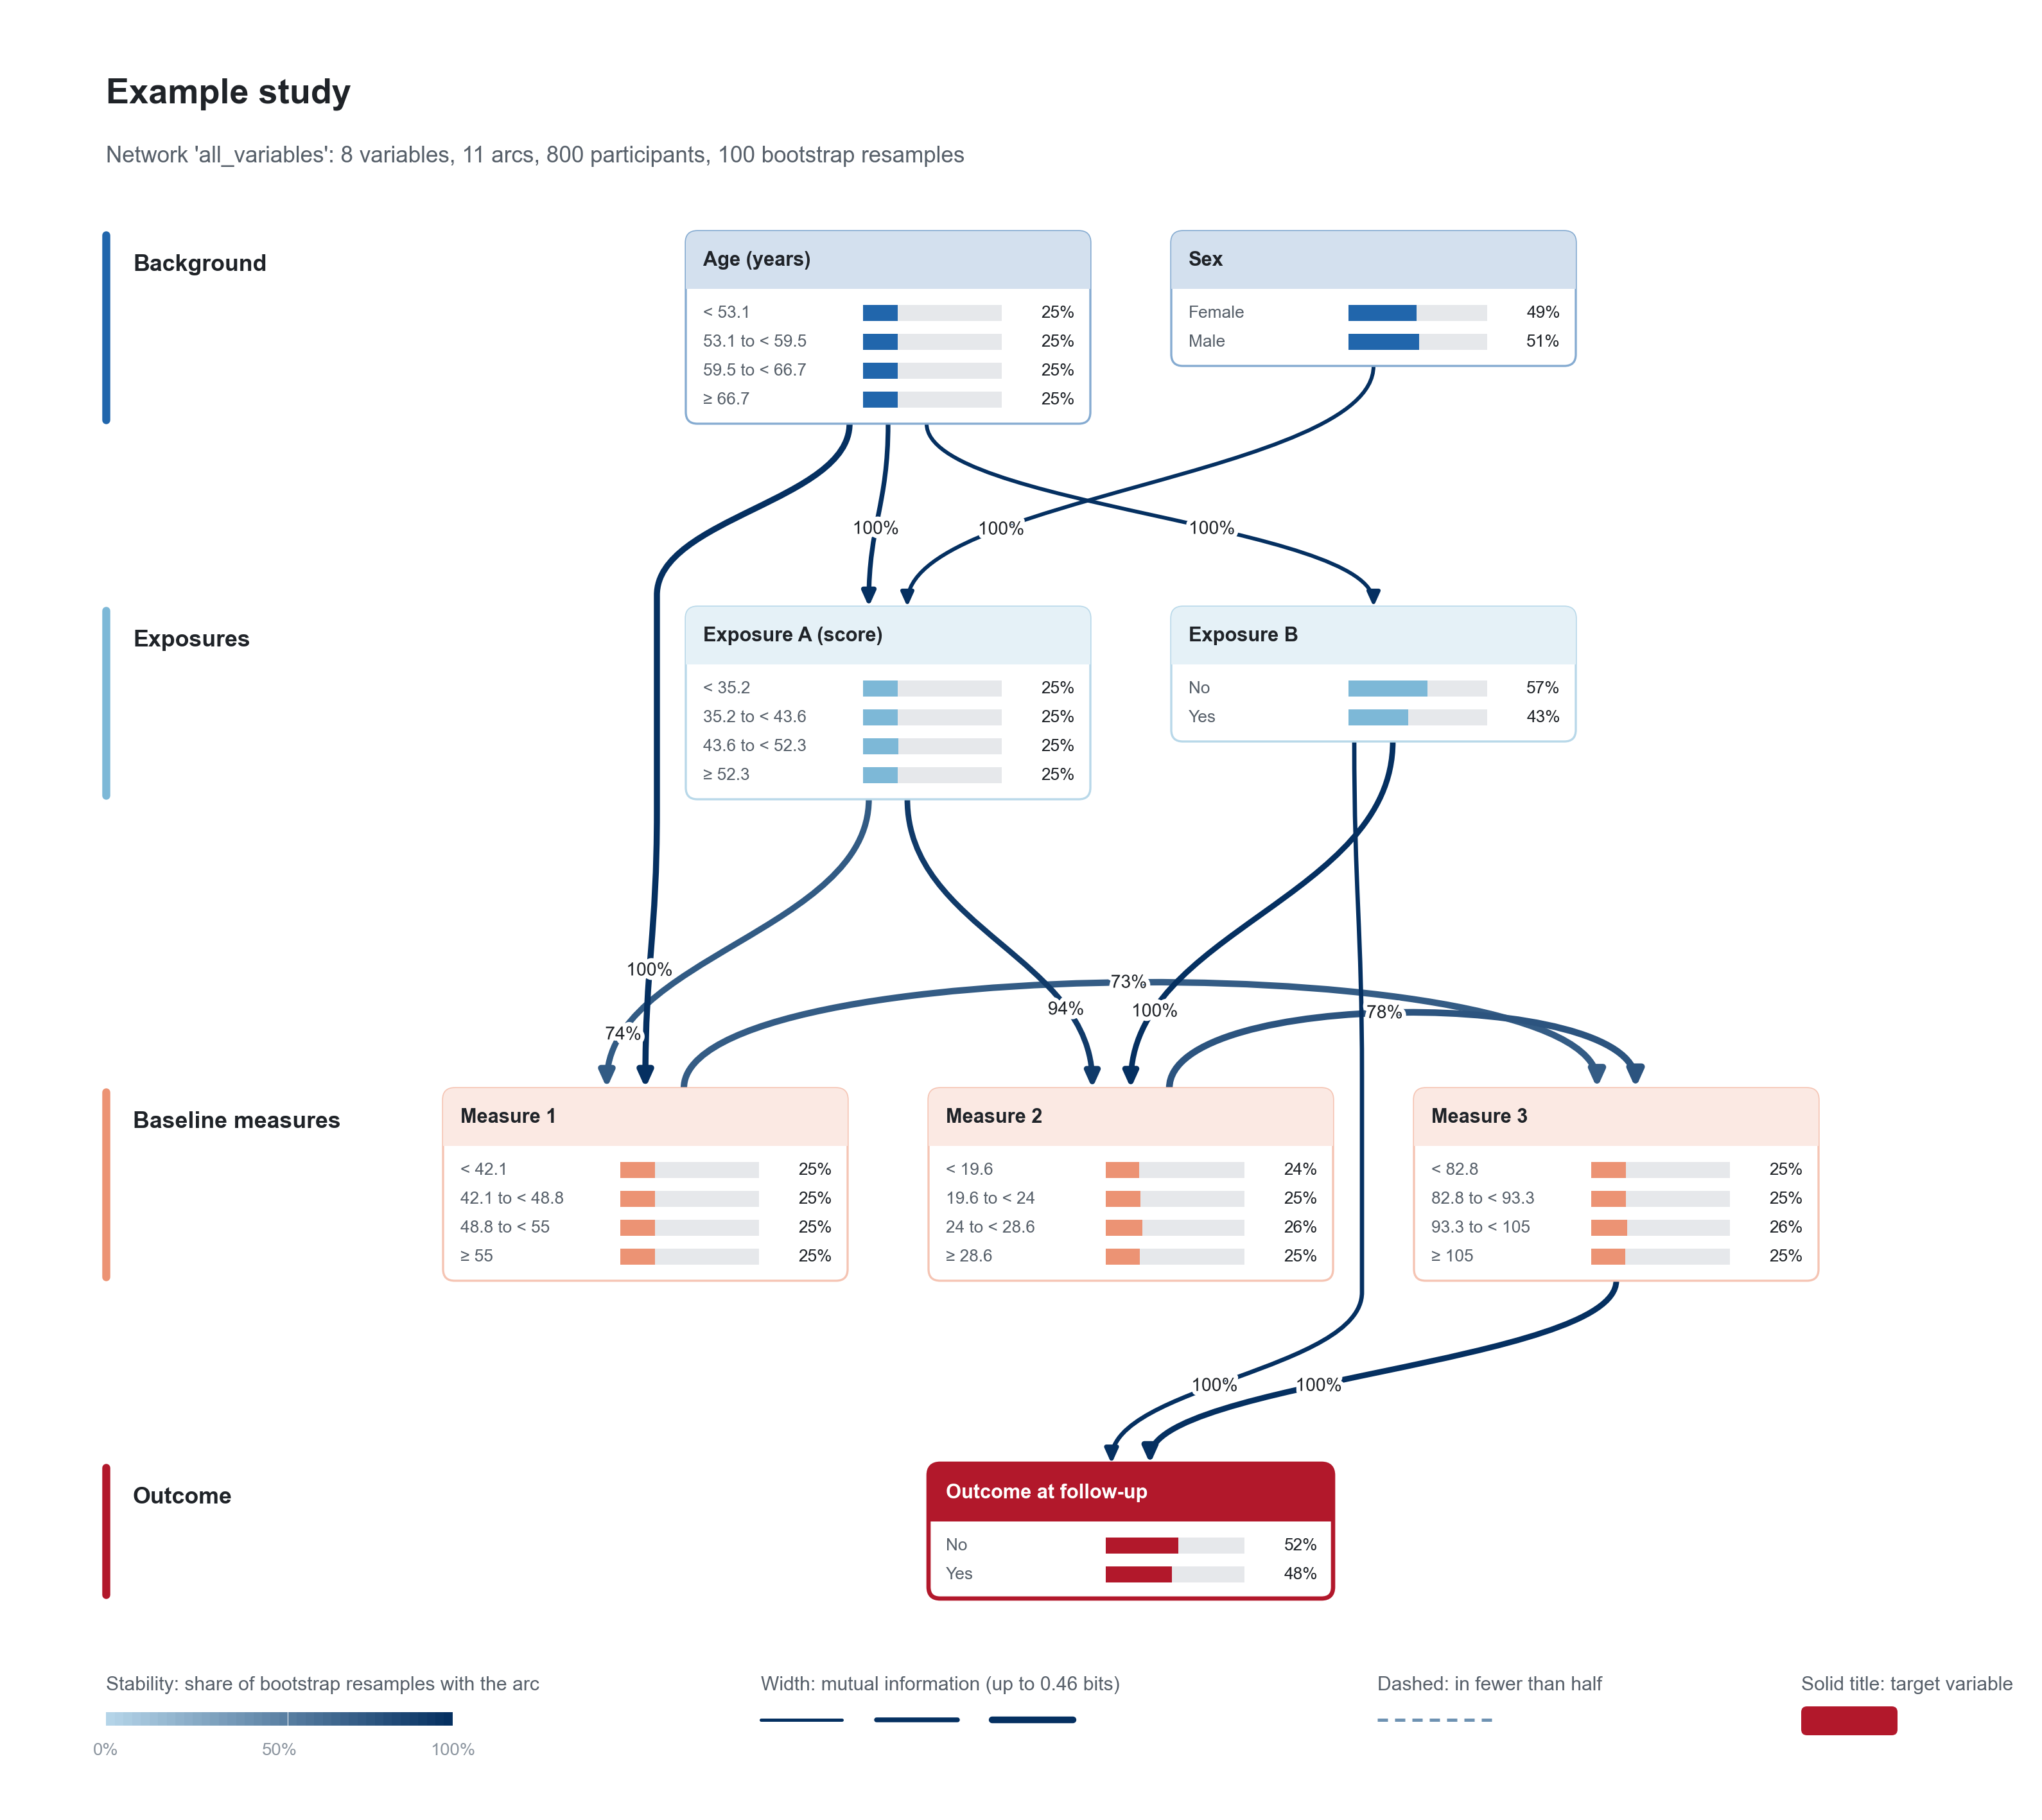 Example study
Network 'all_variables': 8 variables, 11 arcs, 800 participants, 100 bootstrap resamples
Background
Age (years)
< 53.1 25%
53.1 to < 59.5 25%
59.5 to < 66.7 25%
≥ 66.7 25%
Sex
Female 49%
Male 51%
100% 100% 100%
Exposures
Exposure A (score)
< 35.2 25%
35.2 to < 43.6 25%
43.6 to < 52.3 25%
≥ 52.3 25%
Exposure B
No 57%
Yes 43%
100% 73%
94% 100% 78%
74%
Baseline measures
Measure 1
< 42.1 25%
42.1 to < 48.8 25%
48.8 to < 55 25%
≥ 55 25%
Measure 2
< 19.6 24%
19.6 to < 24 25%
24 to < 28.6 26%
≥ 28.6 25%
Measure 3
< 82.8 25%
82.8 to < 93.3 25%
93.3 to < 105 26%
≥ 105 25%
100% 100%
Outcome
Outcome at follow-up
No 52%
Yes 48%
Stability: share of bootstrap resamples with the arc
0% 50% 100%
Width: mutual information (up to 0.46 bits)
Dashed: in fewer than half
Solid title: target variable